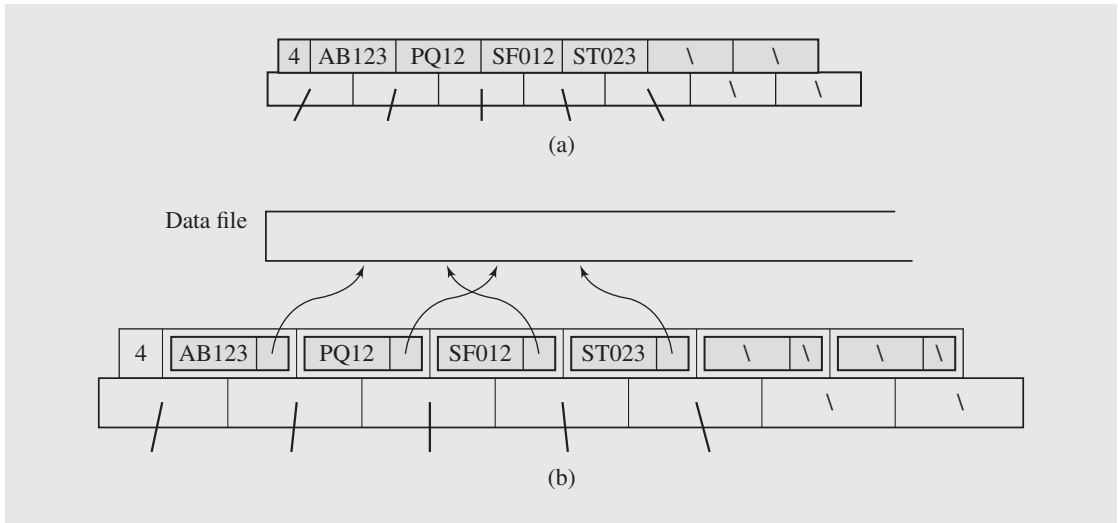 4 AB123 PQ12 SF012 ST023 \ \
\ \
(a)
Data file
4 AB123 PQ12 SF012 ST023 \ \ \ \
\ \
(b)